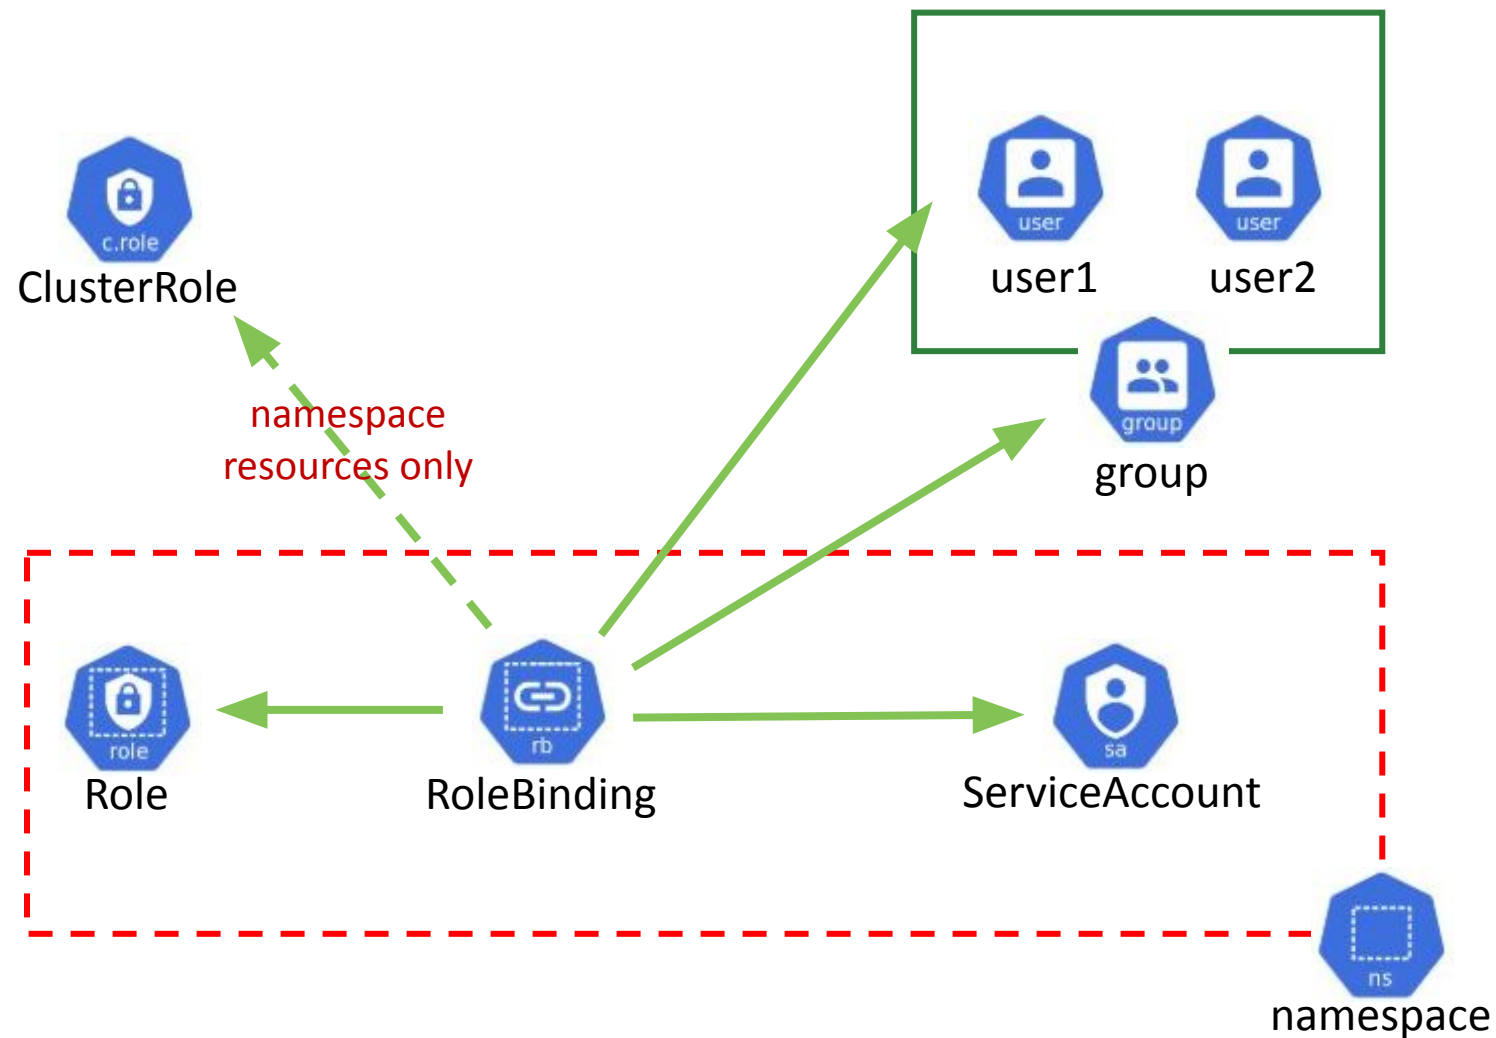 user
user
user1
user2
c.role
ClusterRole
group
group
namespace
resources only
role
Role
rb
RoleBinding
sa
ServiceAccount
ns
namespace